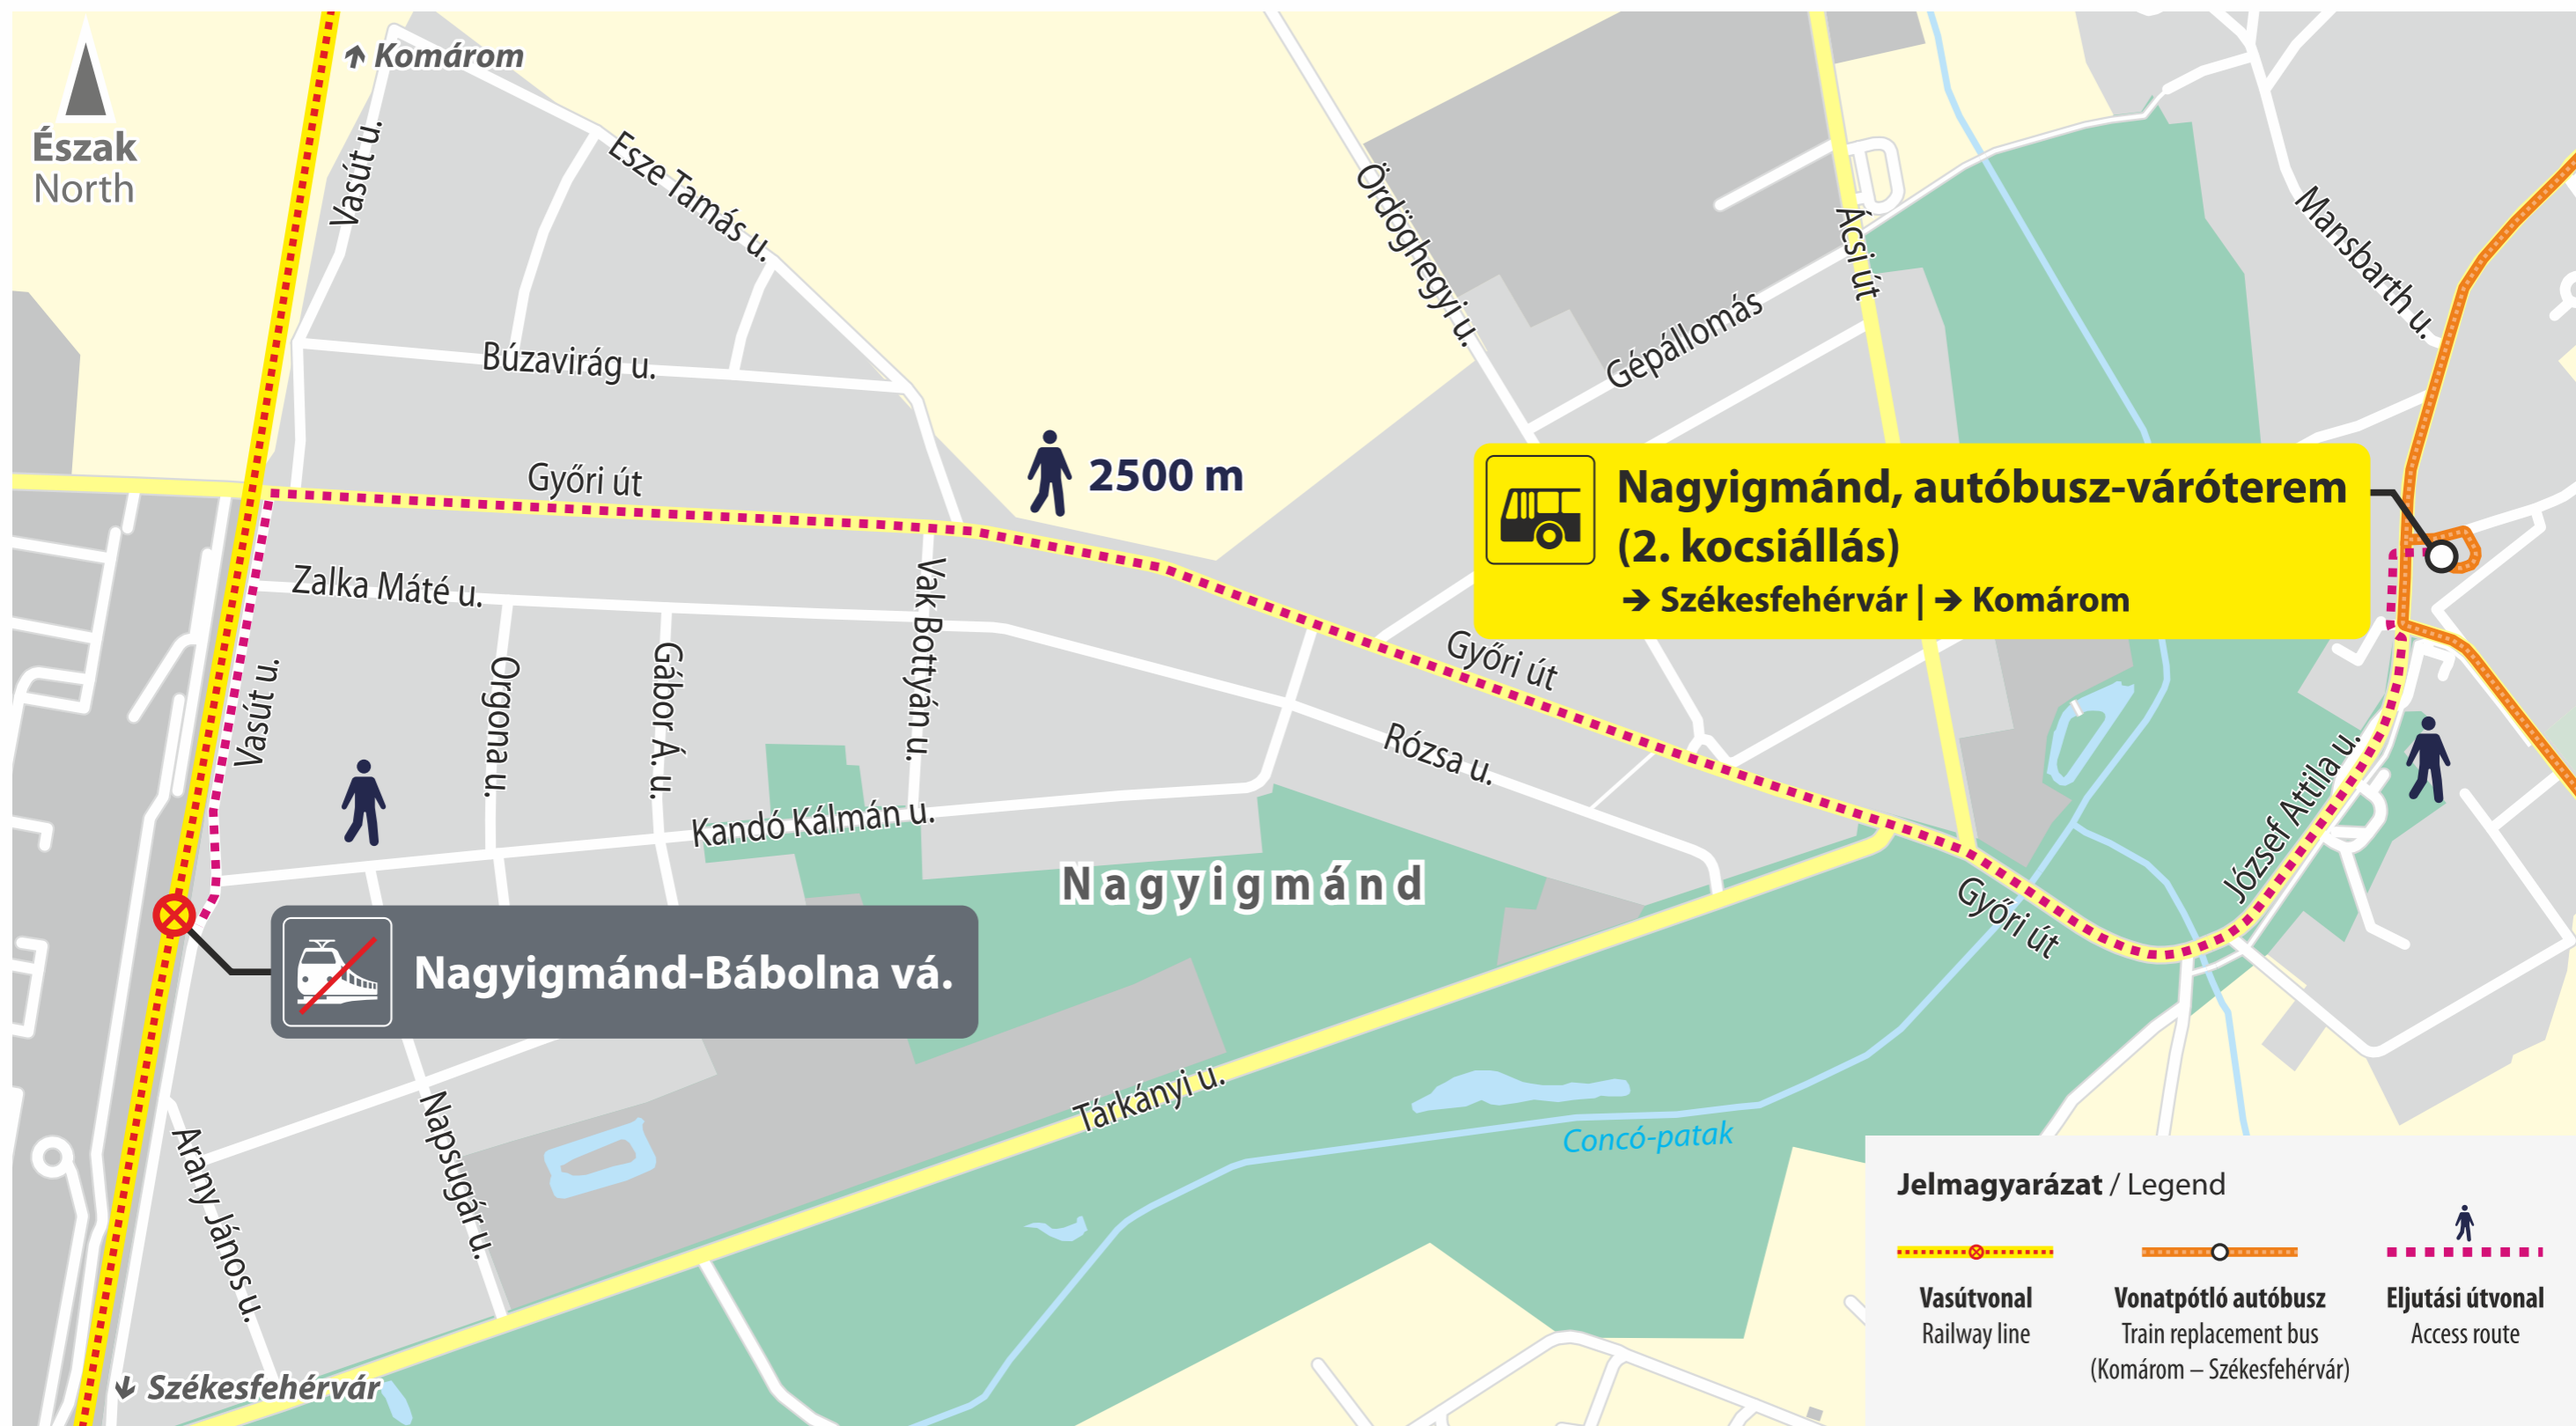 Észak
North
Komárom
Vasút u.
Esze Tamás u.
Ördöghegyi u.
Ácsi út
Mansbarth u.
Gépállomás
Búzavirág u.
Győri út
2500 m
Nagyigmánd, autóbusz-váróterem
(2. kocsiállás)
→ Székesfehérvár | → Komárom
Zalka Máté u.
Vak Bottyán u.
Vasút u.
Orgona u.
Gábor Á. u.
Győri út
Rózsa u.
József Attila u.
Kandó Kálmán u.
Nagyigmánd
Győri út
Nagyigmánd-Bábolna vá.
Tárkányi u.
Concó-patak
Arany János u.
Napsugár u.
Székesfehérvár
Jelmagyarázat / Legend
Vasútvonal
Railway line
Vonatpótló autóbusz
Train replacement bus
(Komárom – Székesfehérvár)
Eljutási útvonal
Access route